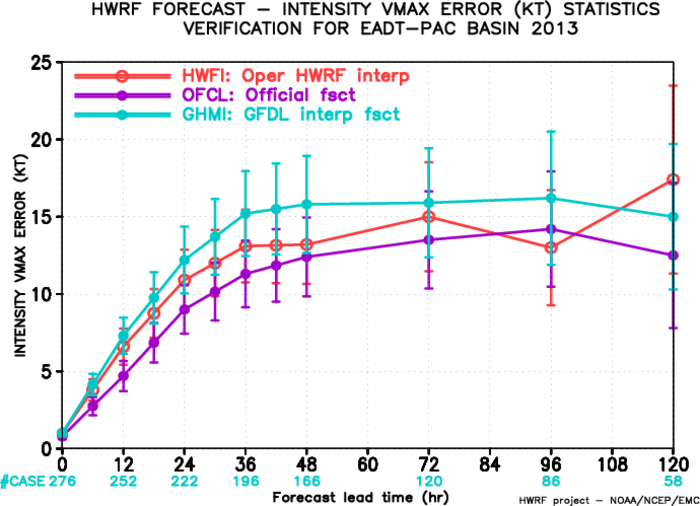 HWRF FORECAST – INTENSITY VMAX ERROR (KT) STATISTICS
VERIFICATION FOR EADT–PAC BASIN 2013
HWFI: Oper HWRF interp
OFCL: Official fsct
GHMI: GFDL interp fsct
INTENSITY VMAX ERROR (KT)
25
20
15
10
5
0
0 12 24 36 48 60 72 84 96 108 120
#CASE 276 252 222 196 166 120 86 58
Forecast lead time (hr)
HWRF project – NOAA/NCEP/EMC